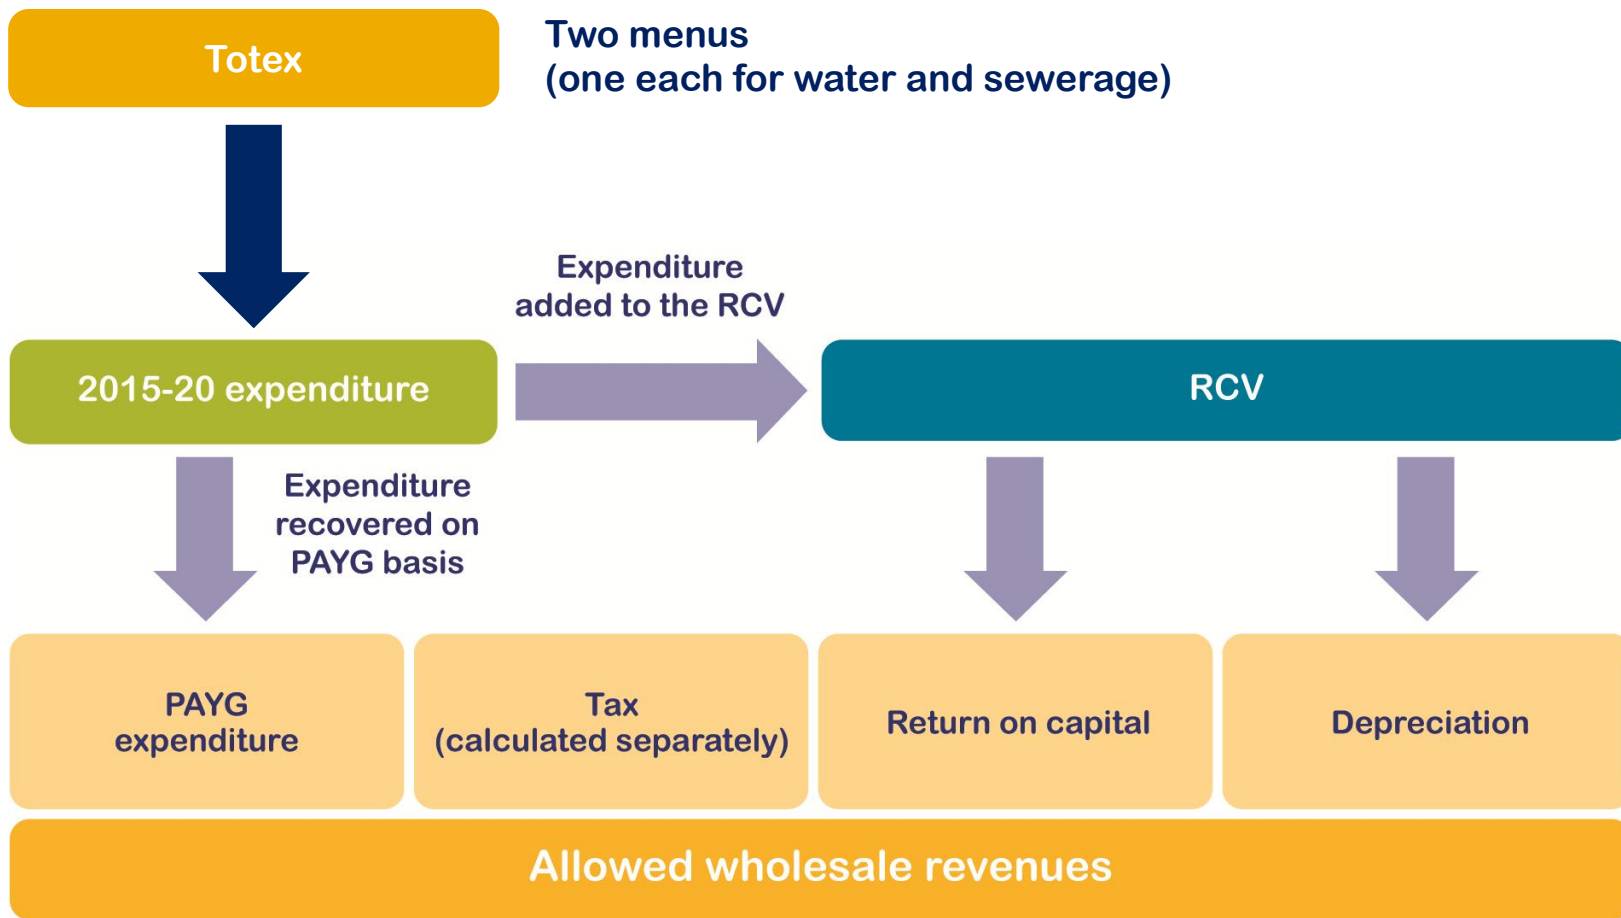 Totex
Two menus
(one each for water and sewerage)
Expenditure
added to the RCV
2015-20 expenditure
RCV
Expenditure
recovered on
PAYG basis
PAYG
expenditure
Tax
(calculated separately)
Return on capital
Depreciation
Allowed wholesale revenues